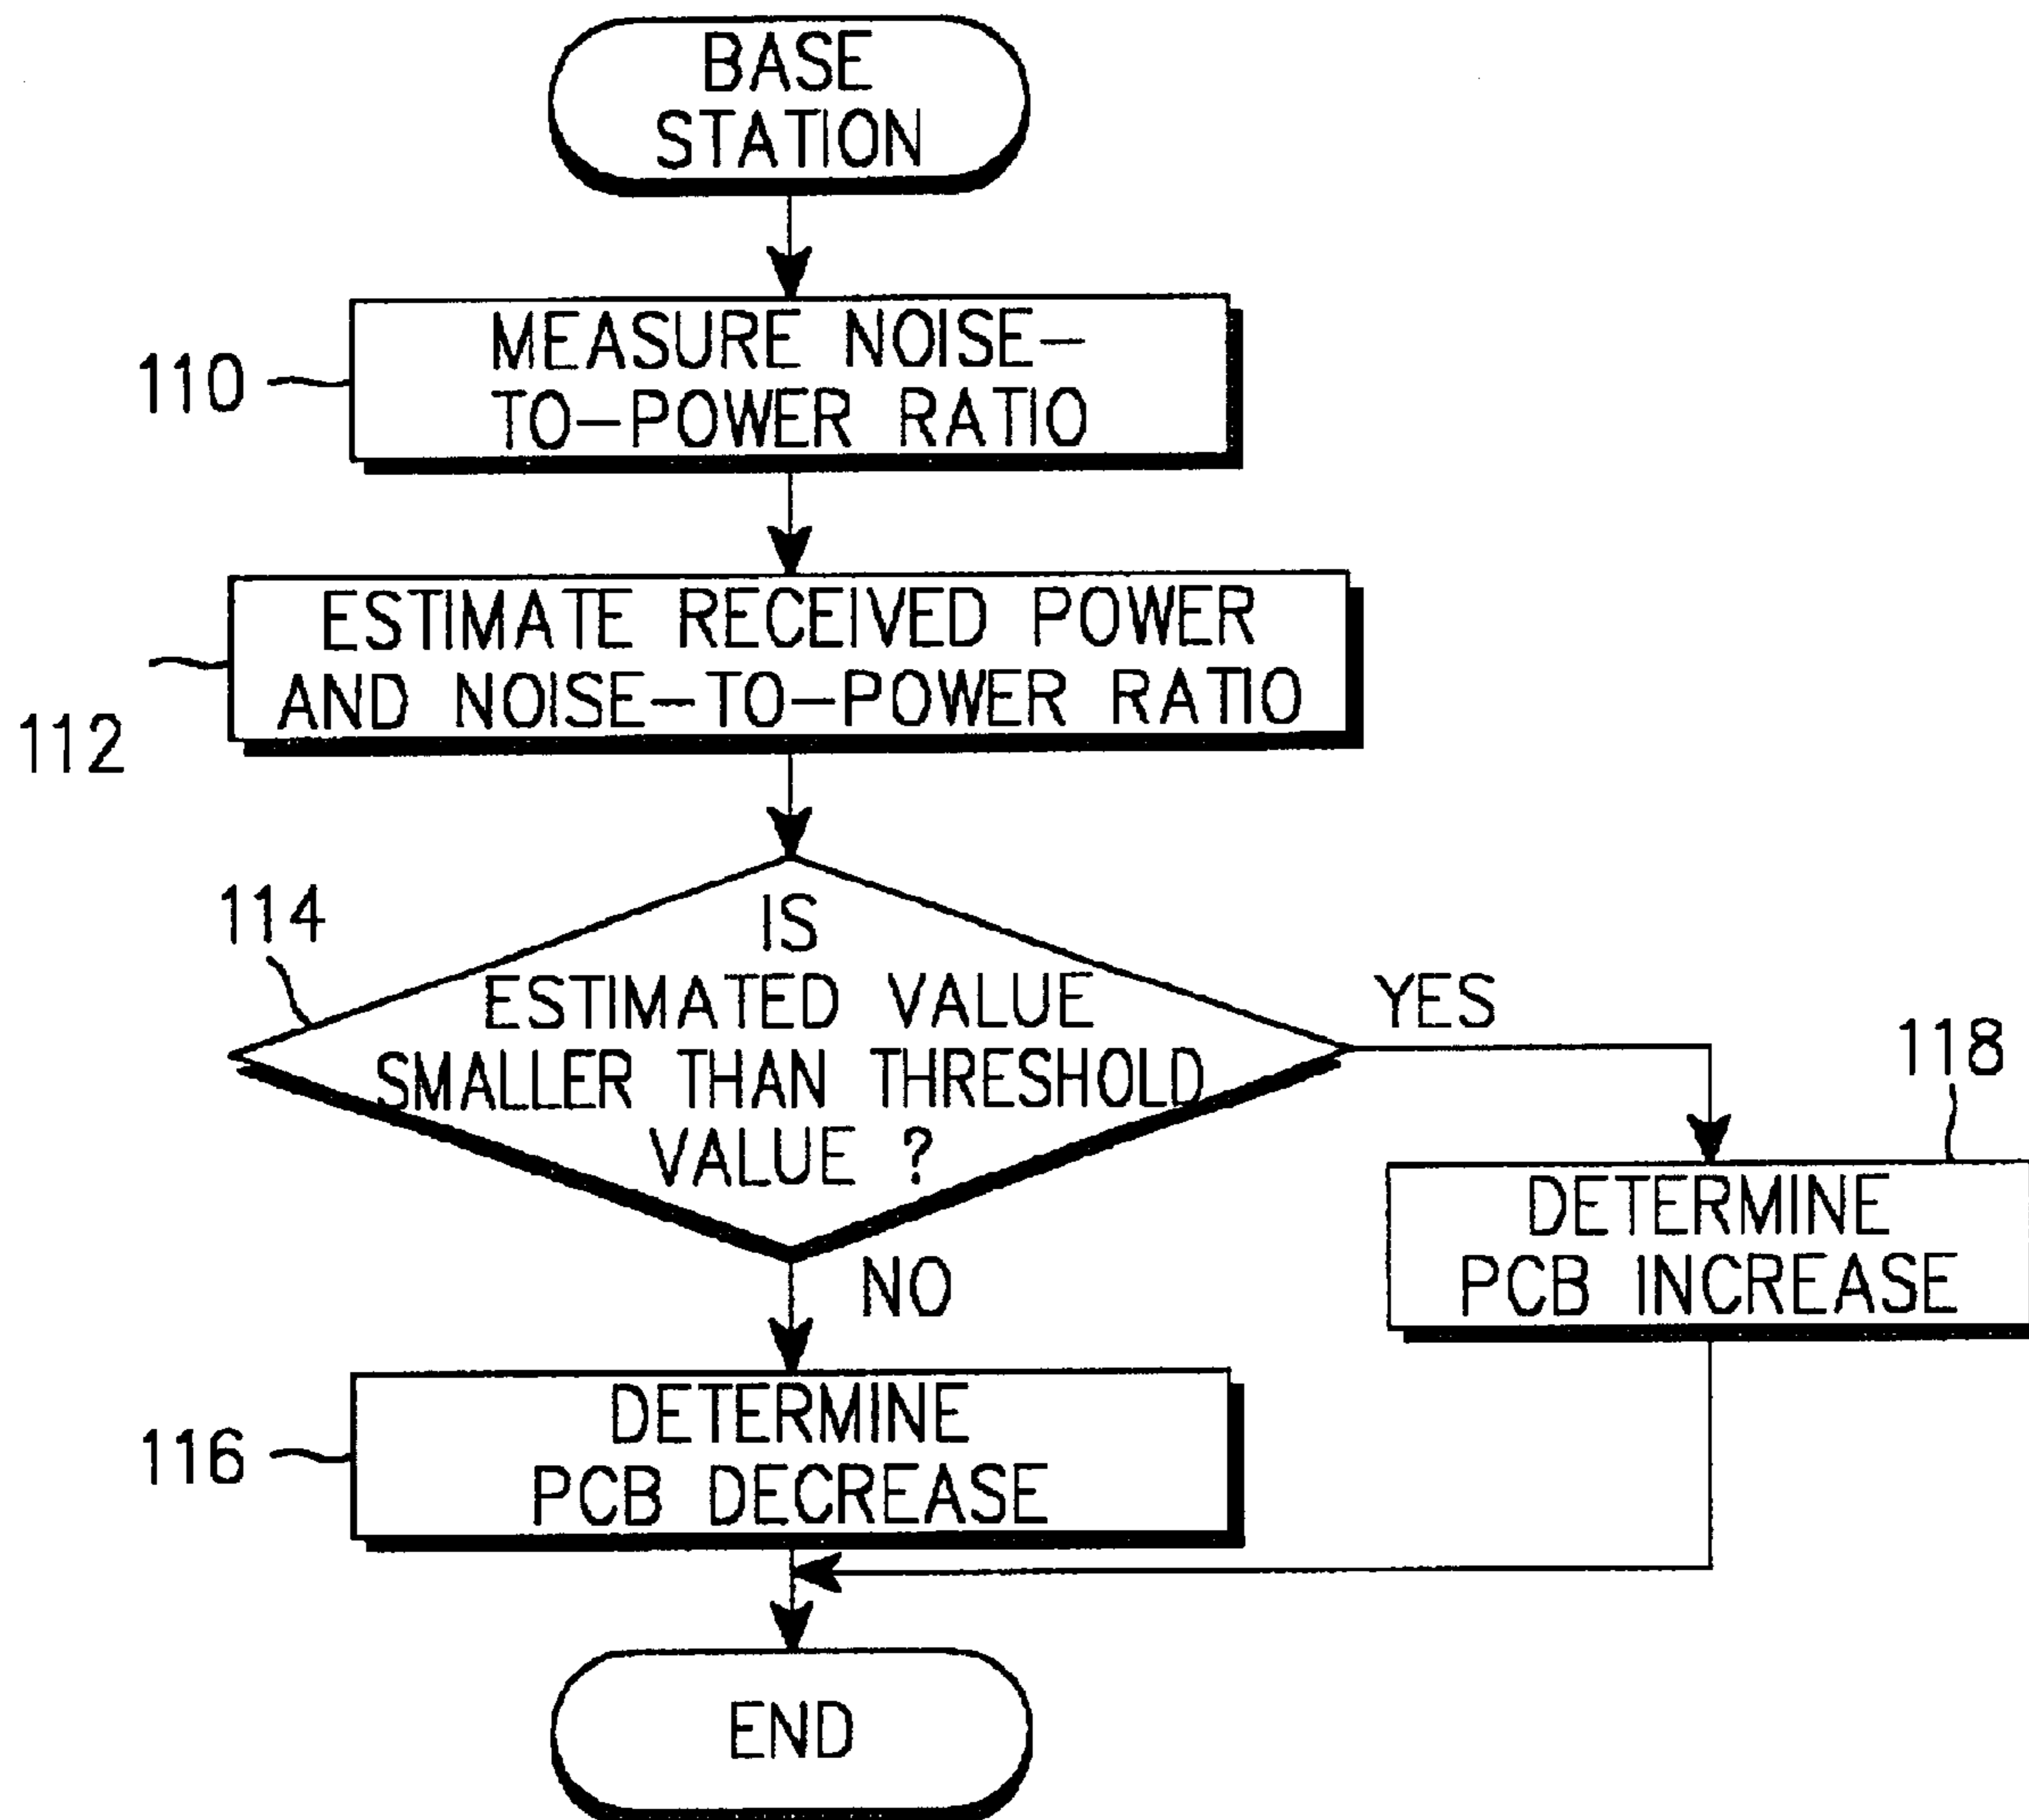 BASE
STATION
110
MEASURE NOISE-
TO-POWER RATIO
112
ESTIMATE RECEIVED POWER
AND NOISE-TO-POWER RATIO
114
IS
ESTIMATED VALUE
SMALLER THAN THRESHOLD
VALUE ?
YES
118
DETERMINE
PCB INCREASE
NO
116
DETERMINE
PCB DECREASE
END